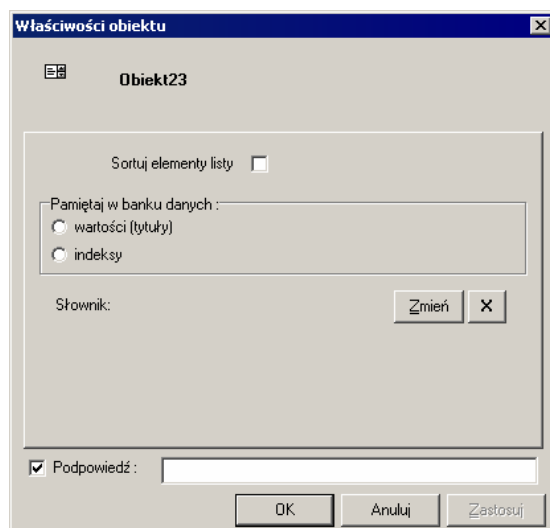 Właściwości obiektu
Obiekt23
Sortuj elementy listy
Pamiętaj w banku danych :
wartości (tytuły)
indeksy
Słownik:
Zmień X
Podpowiedź :
OK Anuluj Zastosuj